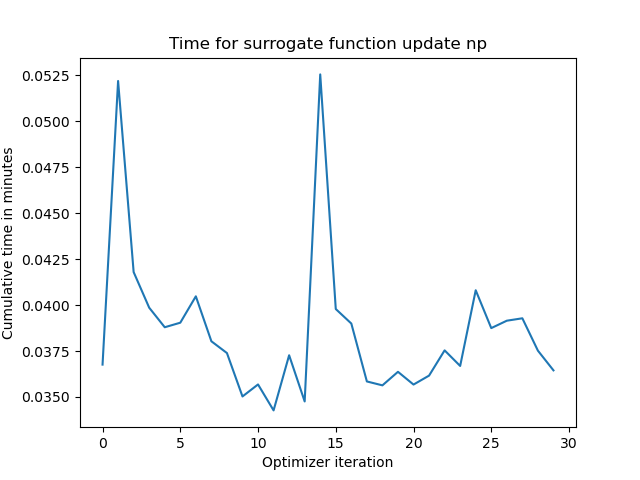 Time for surrogate function update np
Cumulative time in minutes
0.0525
0.0500
0.0475
0.0450
0.0425
0.0400
0.0375
0.0350
0 5 10 15 20 25 30
Optimizer iteration